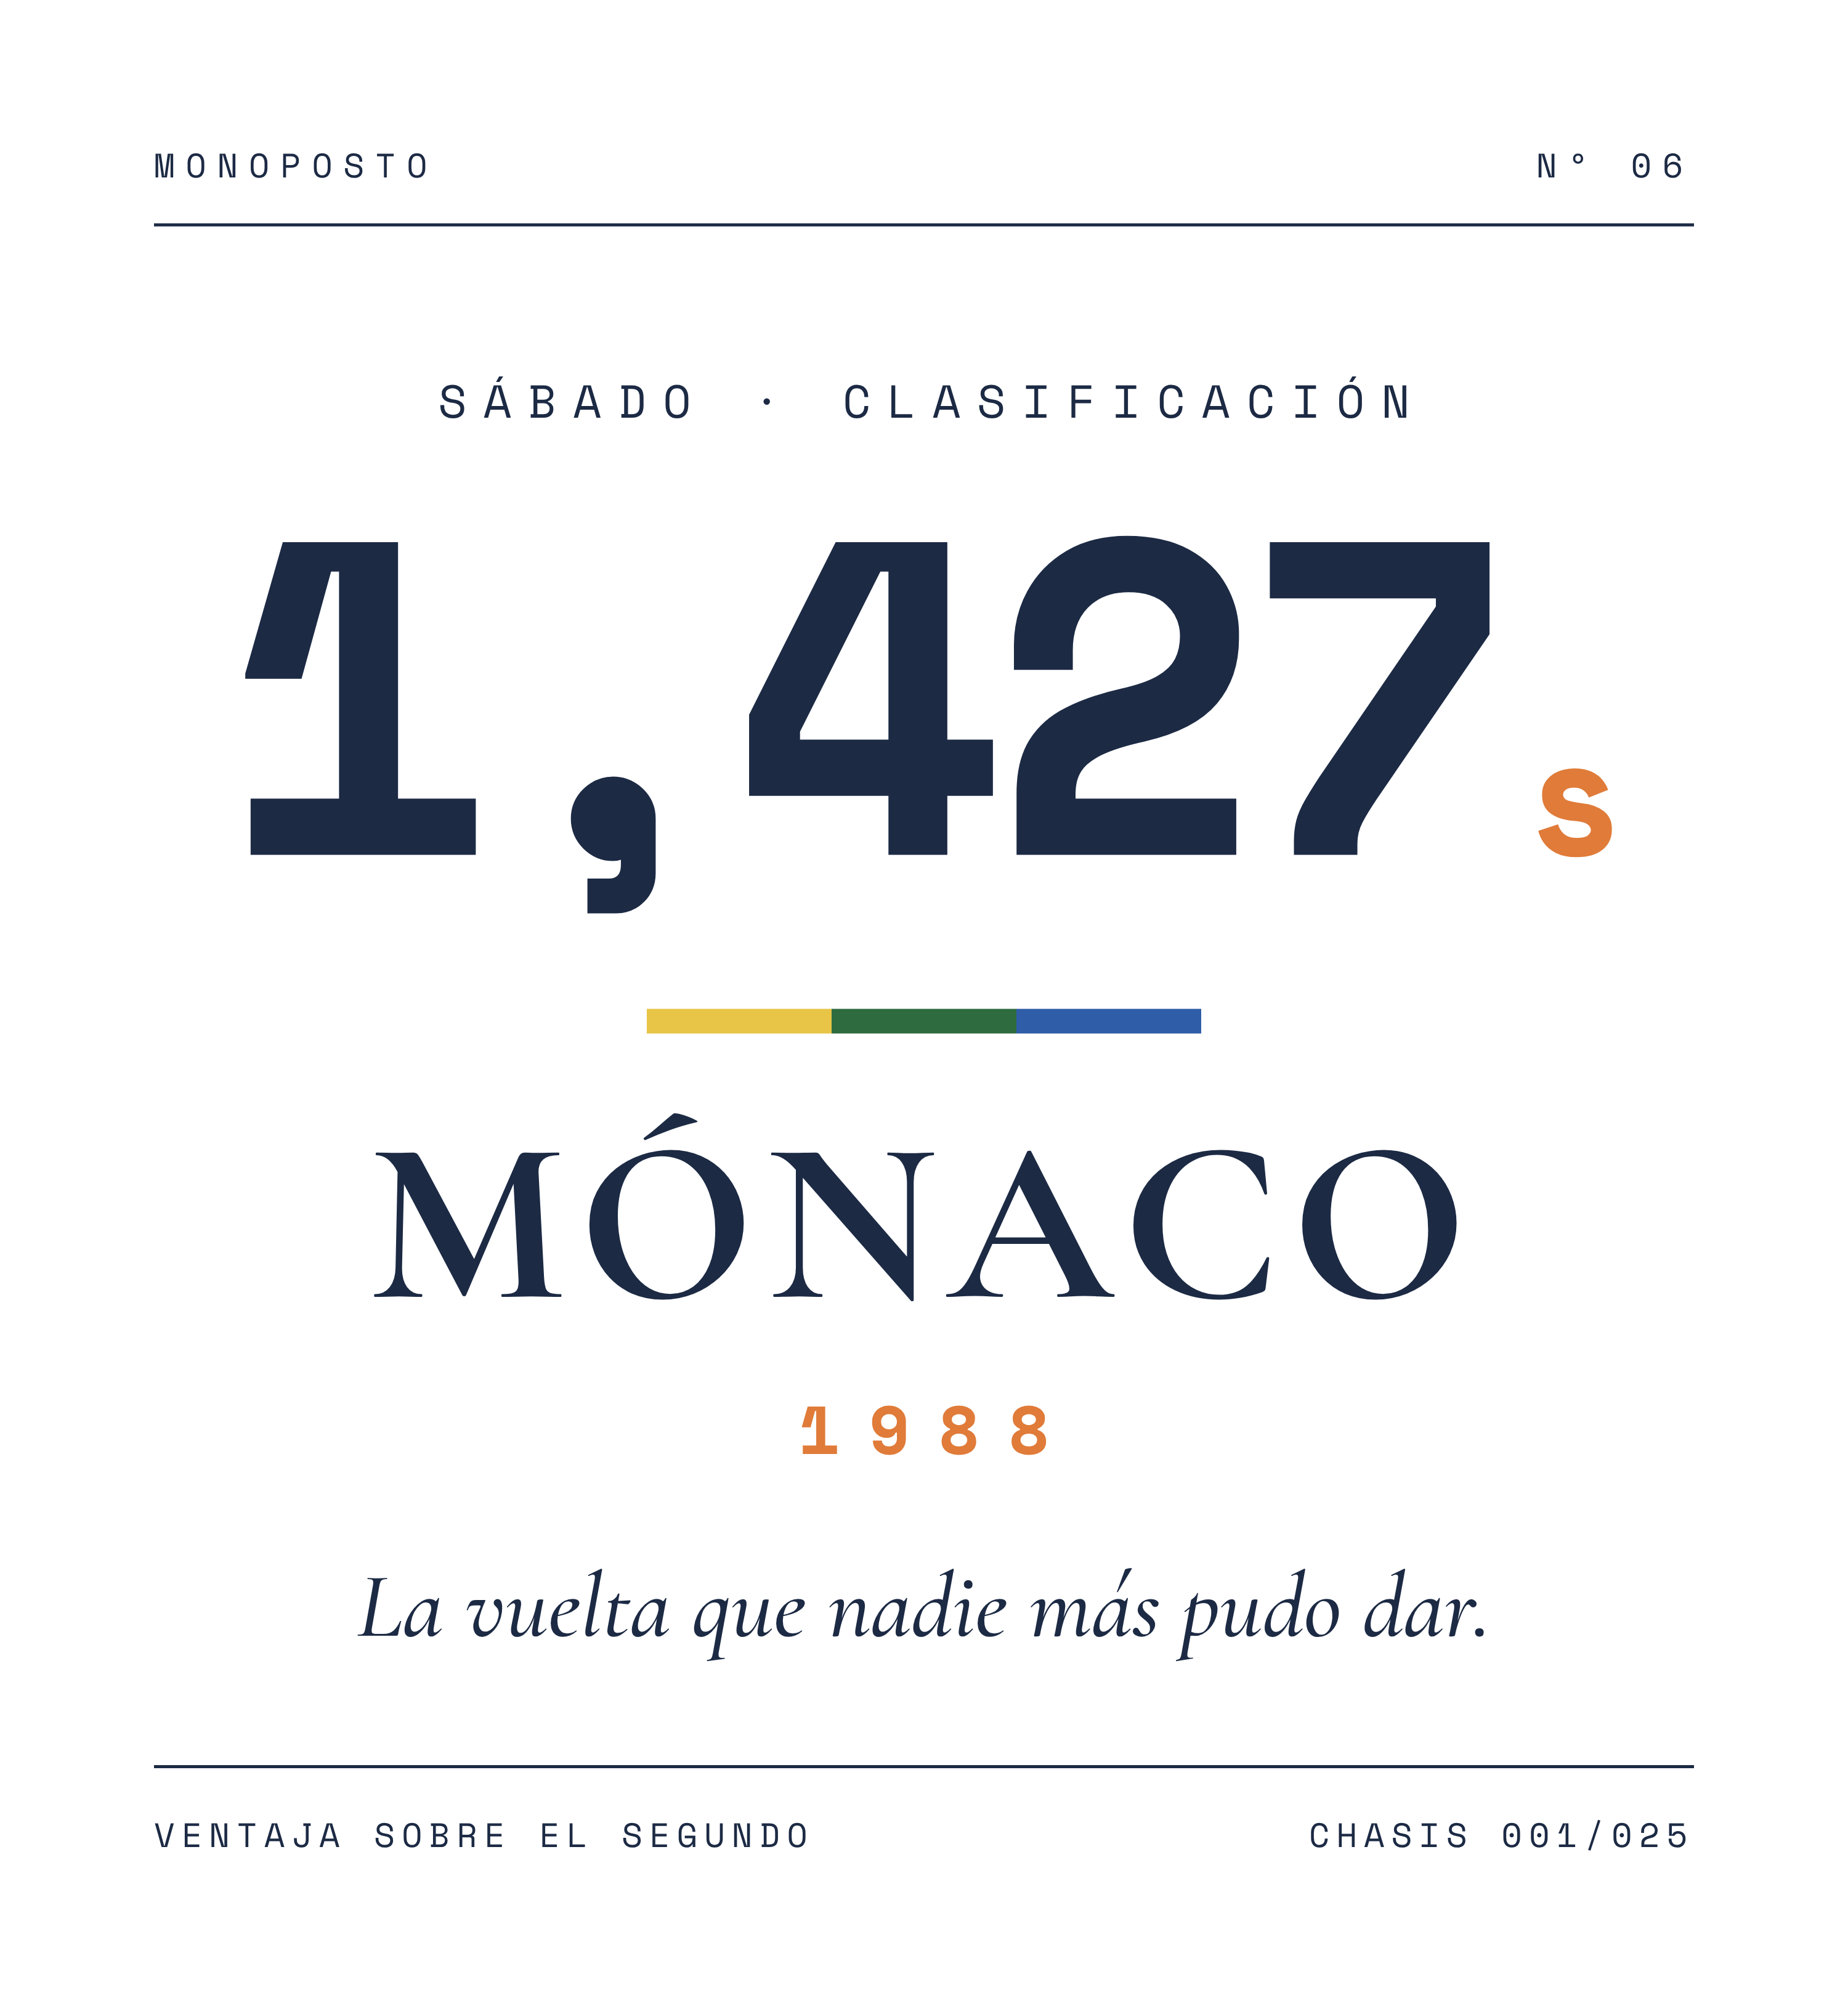 MONOPOSTO
N° 06
SÁBADO · CLASIFICACIÓN
1,427s
MÓNACO
1988
La vuelta que nadie más pudo dar.
VENTAJA SOBRE EL SEGUNDO
CHASIS 001/025